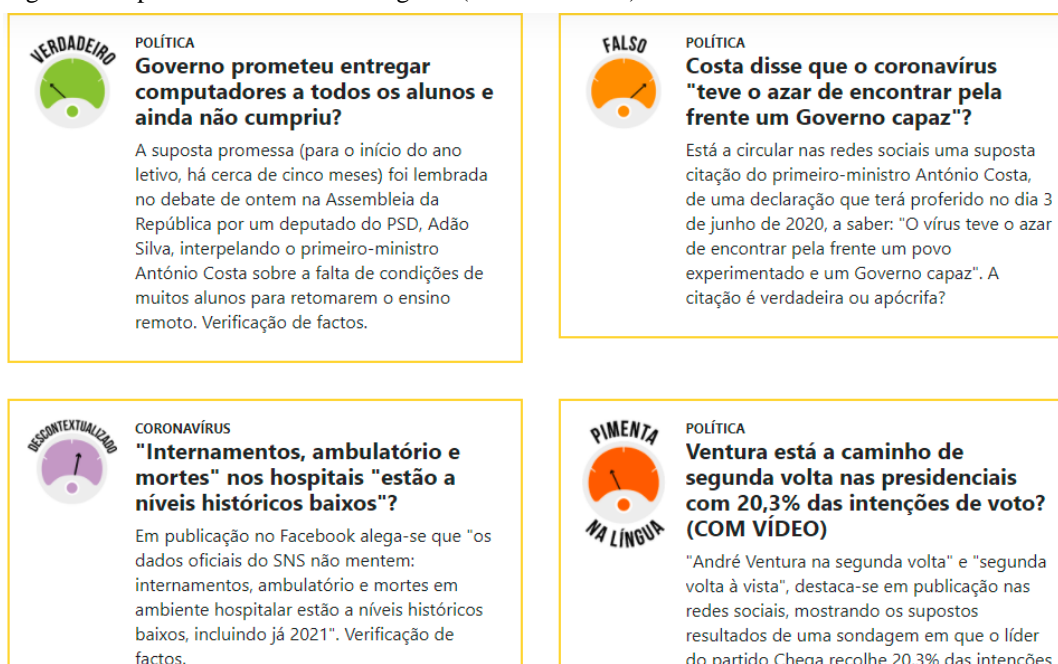 VERDADEIRO
POLÍTICA
Governo prometeu entregar
computadores a todos os alunos e
ainda não cumpriu?
A suposta promessa (para o início do ano
letivo, há cerca de cinco meses) foi lembrada
no debate de ontem na Assembleia da
República por um deputado do PSD, Adão
Silva, interpelando o primeiro-ministro
António Costa sobre a falta de condições de
muitos alunos para retomarem o ensino
remoto. Verificação de factos.
FALSO
POLÍTICA
Costa disse que o coronavírus
"teve o azar de encontrar pela
frente um Governo capaz"?
Está a circular nas redes sociais uma suposta
citação do primeiro-ministro António Costa,
de uma declaração que terá proferido no dia 3
de junho de 2020, a saber: "O vírus teve o azar
de encontrar pela frente um povo
experimentado e um Governo capaz". A
citação é verdadeira ou apócrifa?
DESCONTEXTUALIZADO
CORONAVÍRUS
"Internamentos, ambulatório e
mortes" nos hospitais "estão a
níveis históricos baixos"?
Em publicação no Facebook alega-se que "os
dados oficiais do SNS não mentem:
internamentos, ambulatório e mortes em
ambiente hospitalar estão a níveis históricos
baixos, incluindo já 2021". Verificação de
factos.
PIMENTA
NA LÍNGUA
POLÍTICA
Ventura está a caminho de
segunda volta nas presidenciais
com 20,3% das intenções de voto?
(COM VÍDEO)
"André Ventura na segunda volta" e "segunda
volta à vista", destaca-se em publicação nas
redes sociais, mostrando os supostos
resultados de uma sondagem em que o líder
do partido Chega recolhe 20,3% das intenções